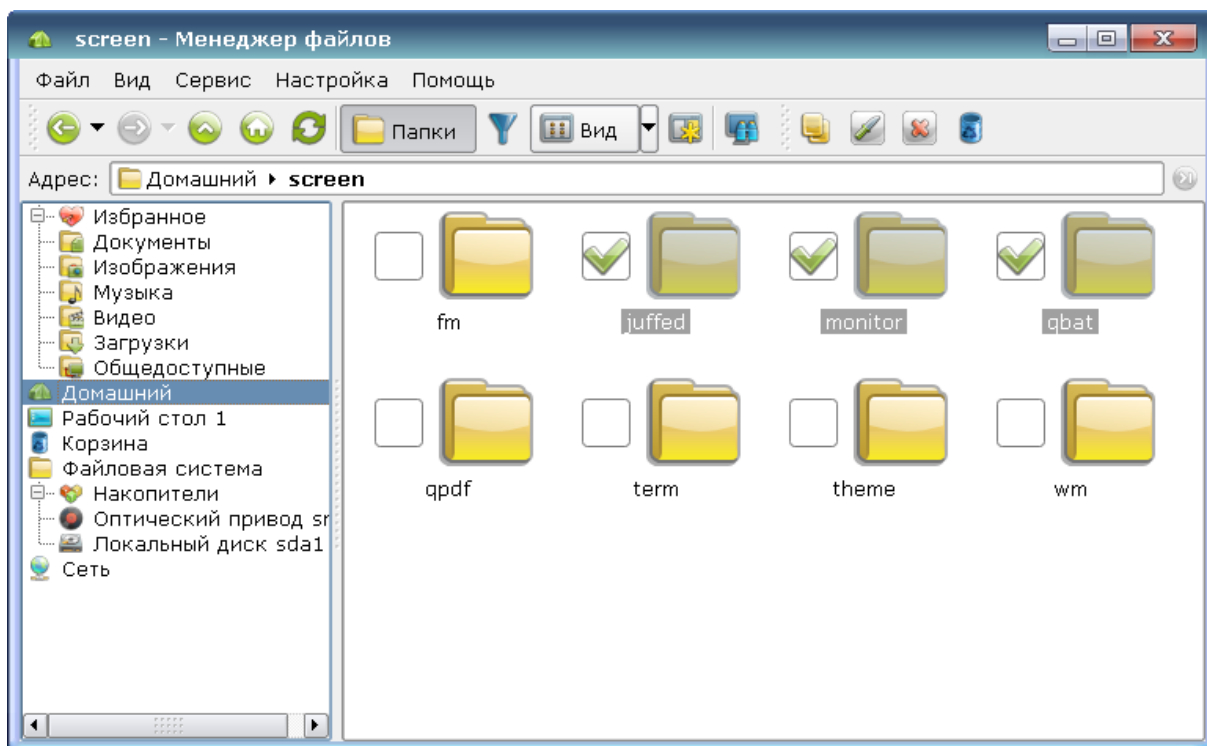 screen - Менеджер файлов
Файл Вид Сервис Настройка Помощь
Папки Вид
Адрес: Домашний screen
Избранное
Документы
Изображения
Музыка
Видео
Загрузки
Общедоступные
Домашний
Рабочий стол 1
Корзина
Файловая система
Накопители
Оптический привод sr
Локальный диск sda1
Сеть
fm juffed monitor qbat
qpdf term theme wm